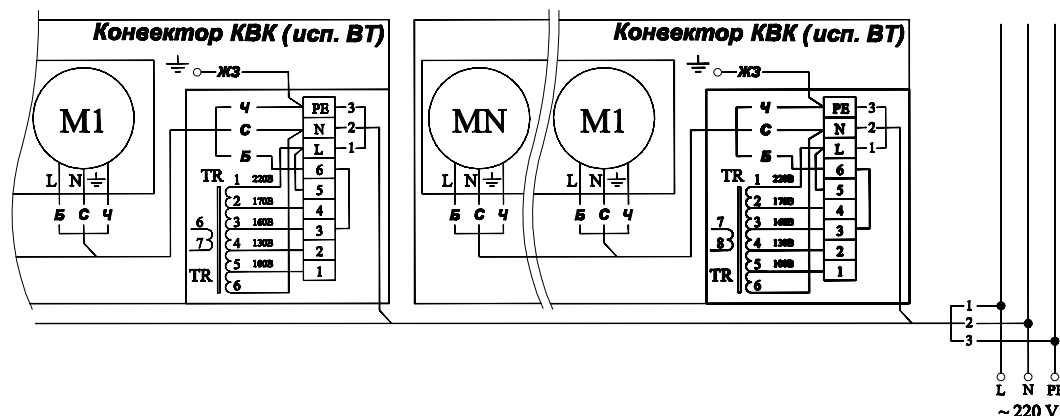 Конвектор КВК (исп. ВТ)
Конвектор КВК (исп. ВТ)
М1
L N
Б С Ч
ЖЗ
Ч
С
Б
PE 3
N 2
L 1
6
5
4
3
2
1
TR
1 220В
2 170В
3 160В
4 130В
5 100В
6
6
7
TR
MN
L N
Б С Ч
М1
L N
Б С Ч
ЖЗ
Ч
С
Б
PE 3
N 2
L 1
6
5
4
3
2
1
TR
1 220В
2 170В
3 160В
4 130В
5 100В
6
7
8
TR
1
2
3
L N PE
~ 220 V